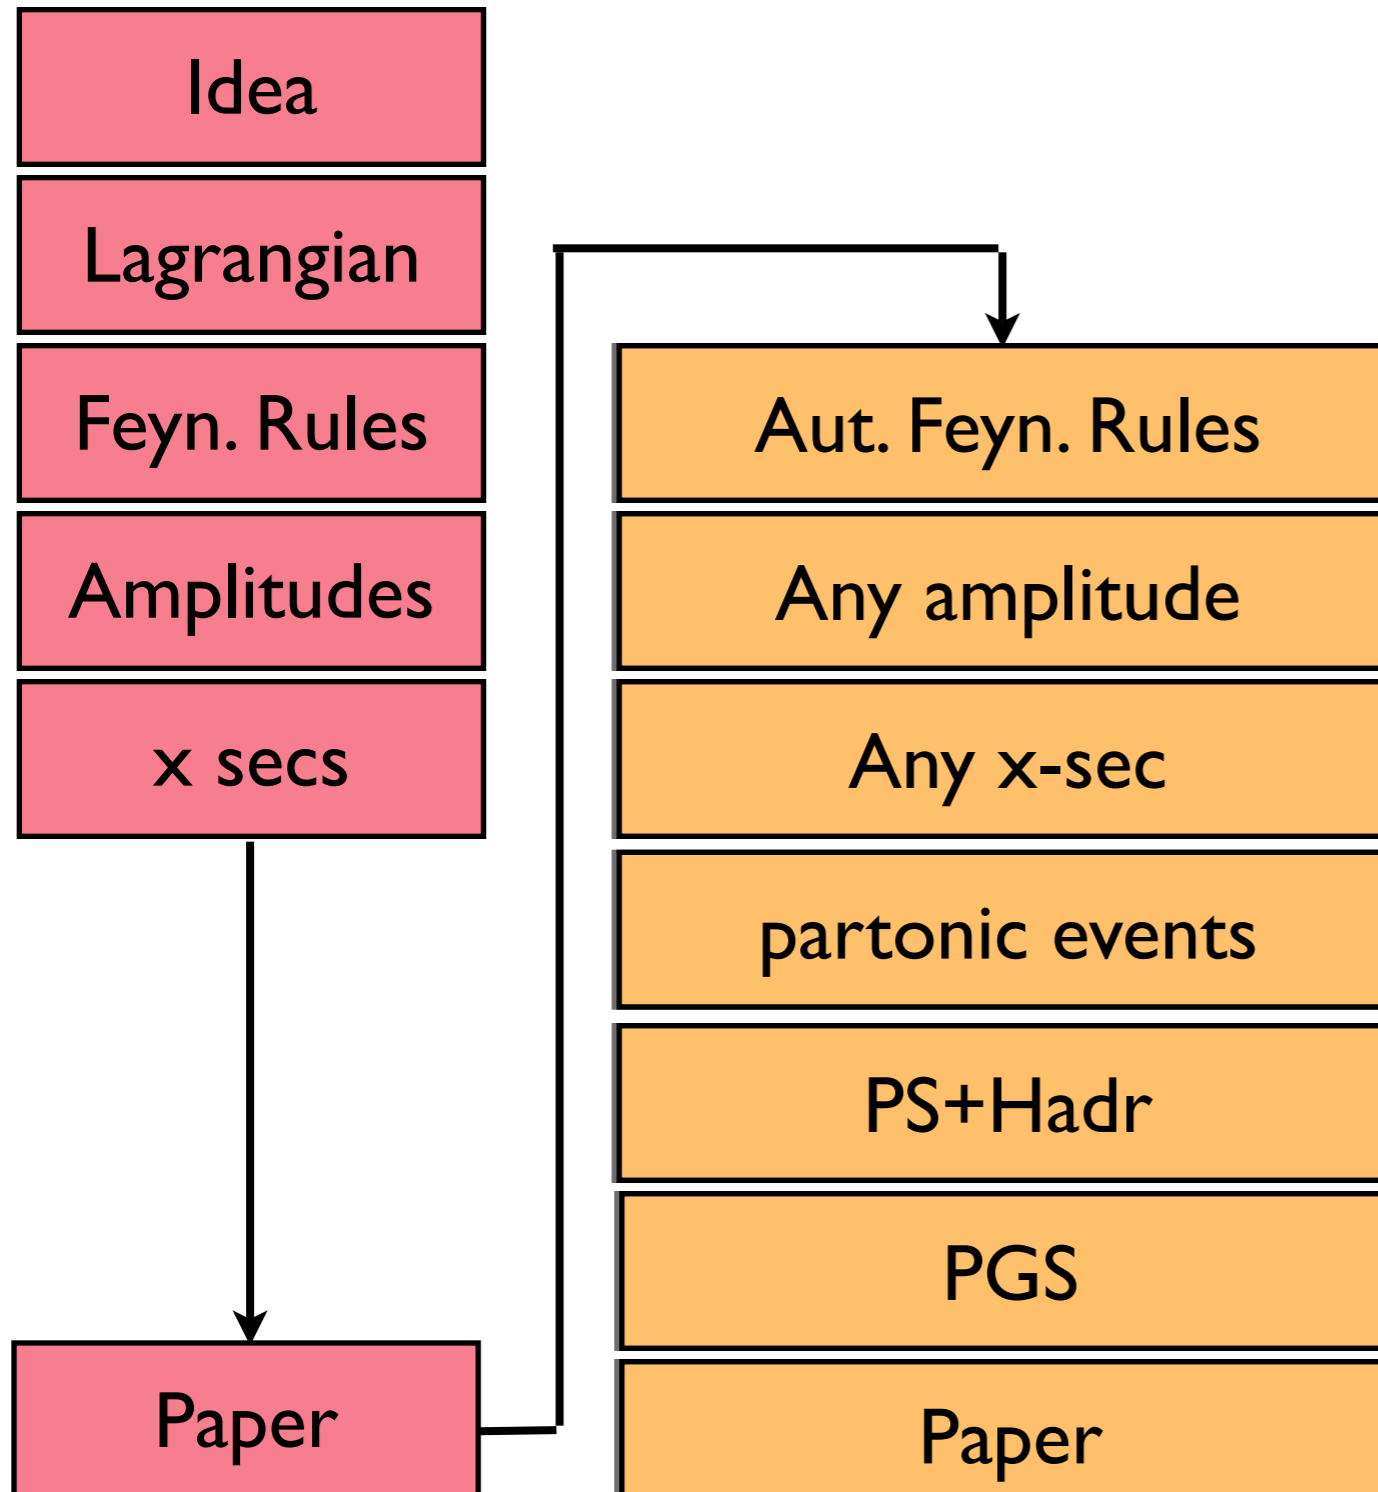 Idea
Lagrangian
Feyn. Rules
Amplitudes
x secs
Paper
Aut. Feyn. Rules
Any amplitude
Any x-sec
partonic events
PS+Hadr
PGS
Paper